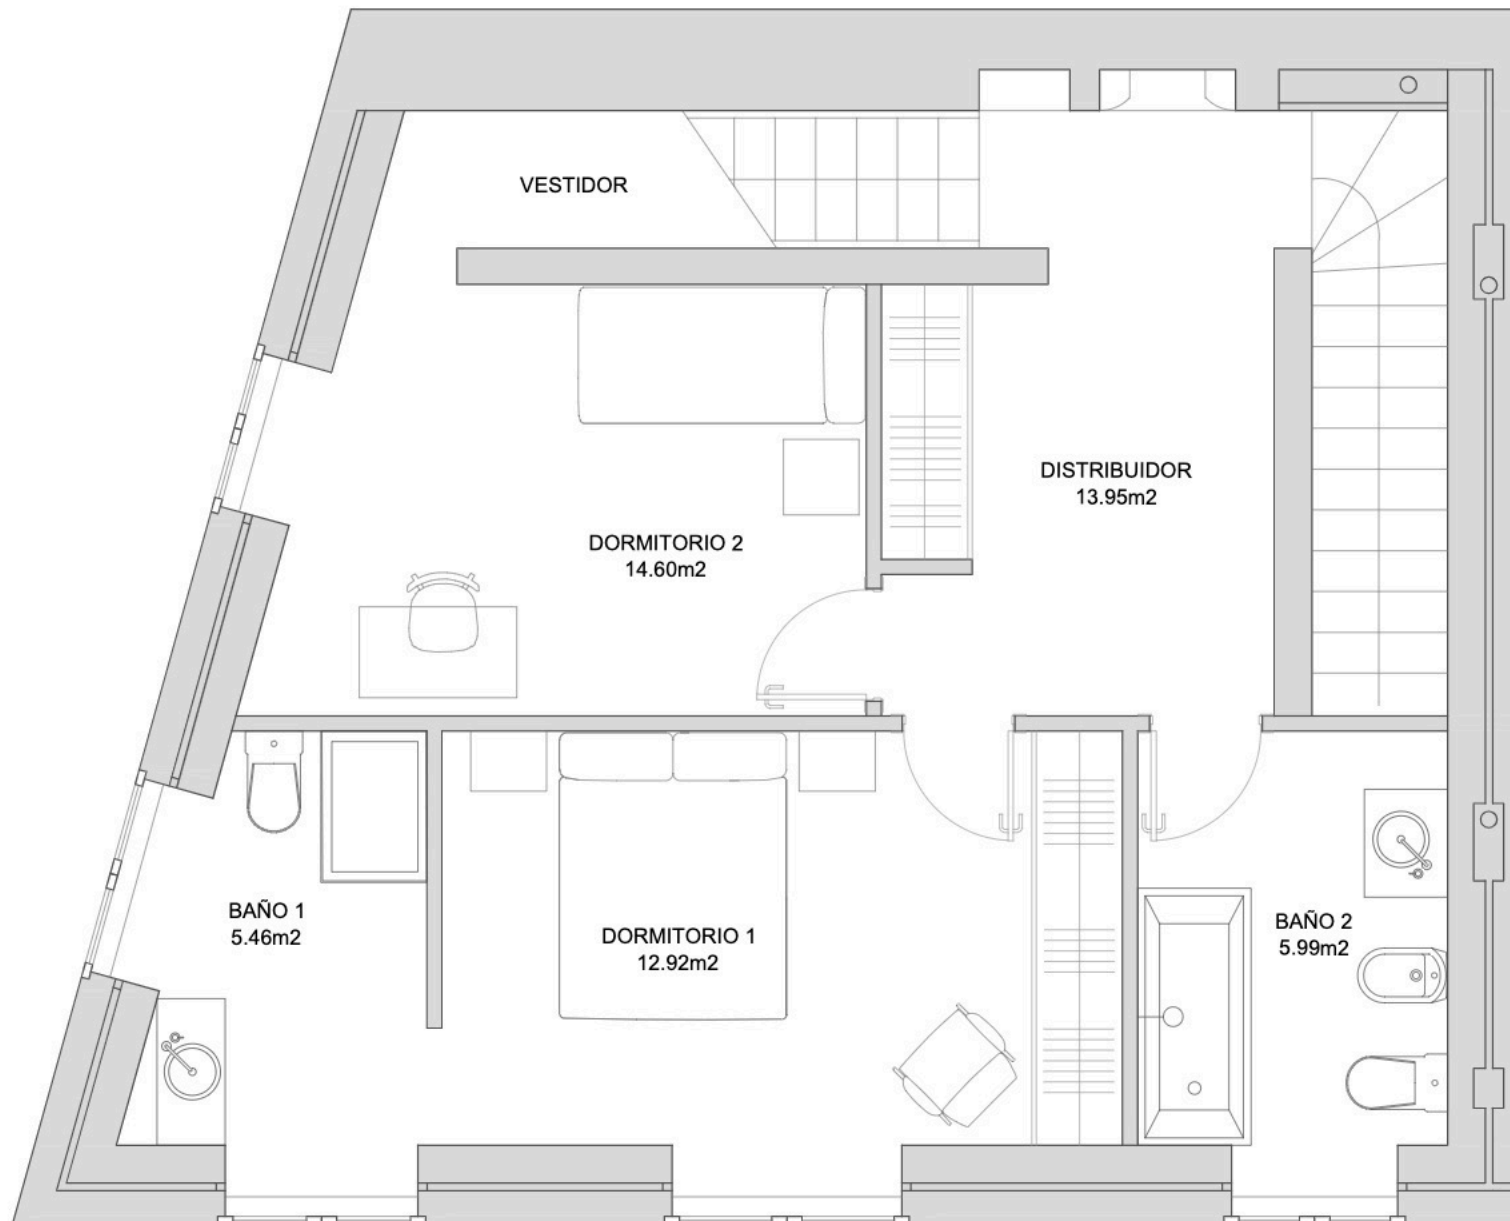 VESTIDOR
DISTRIBUIDOR
13.95m2
DORMITORIO 2
14.60m2
BAÑO 1
5.46m2
DORMITORIO 1
12.92m2
BAÑO 2
5.99m2